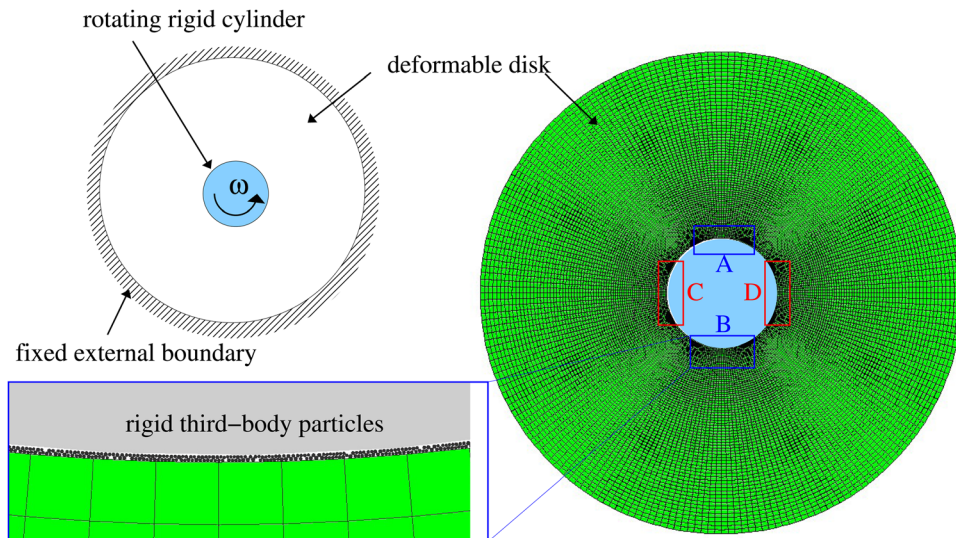 rotating rigid cylinder
deformable disk
ω
fixed external boundary
A
C
D
B
rigid third−body particles